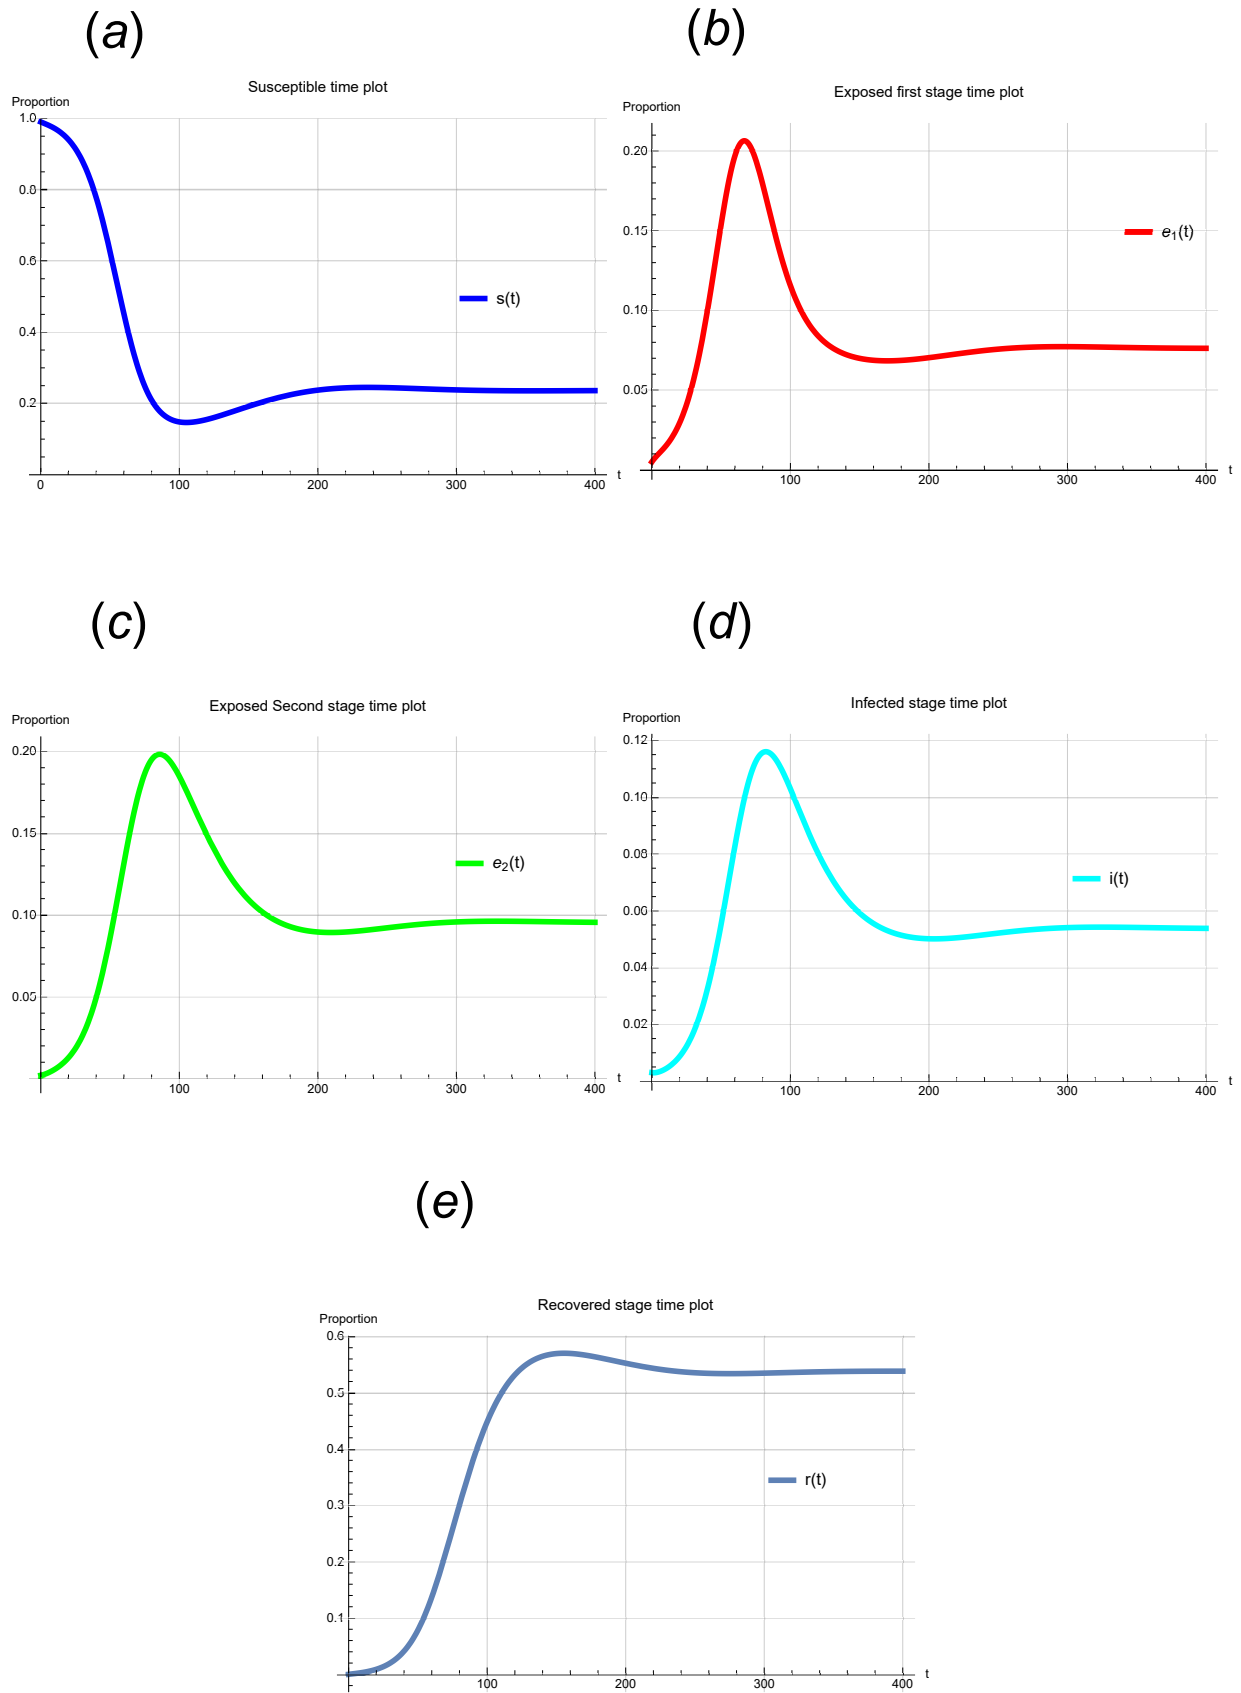 (a)
Susceptible time plot
Proportion
1.0
0.8
0.6
0.4
0.2
s(t)
0 100 200 300 400 t
(b)
Exposed first stage time plot
Proportion
0.20
0.15
0.10
0.05
e₁(t)
100 200 300 400 t
(c)
Exposed Second stage time plot
Proportion
0.20
0.15
0.10
0.05
e₂(t)
100 200 300 400 t
(d)
Infected stage time plot
Proportion
0.12
0.10
0.08
0.06
0.04
0.02
i(t)
100 200 300 400 t
(e)
Recovered stage time plot
Proportion
0.6
0.5
0.4
0.3
0.2
0.1
r(t)
100 200 300 400 t